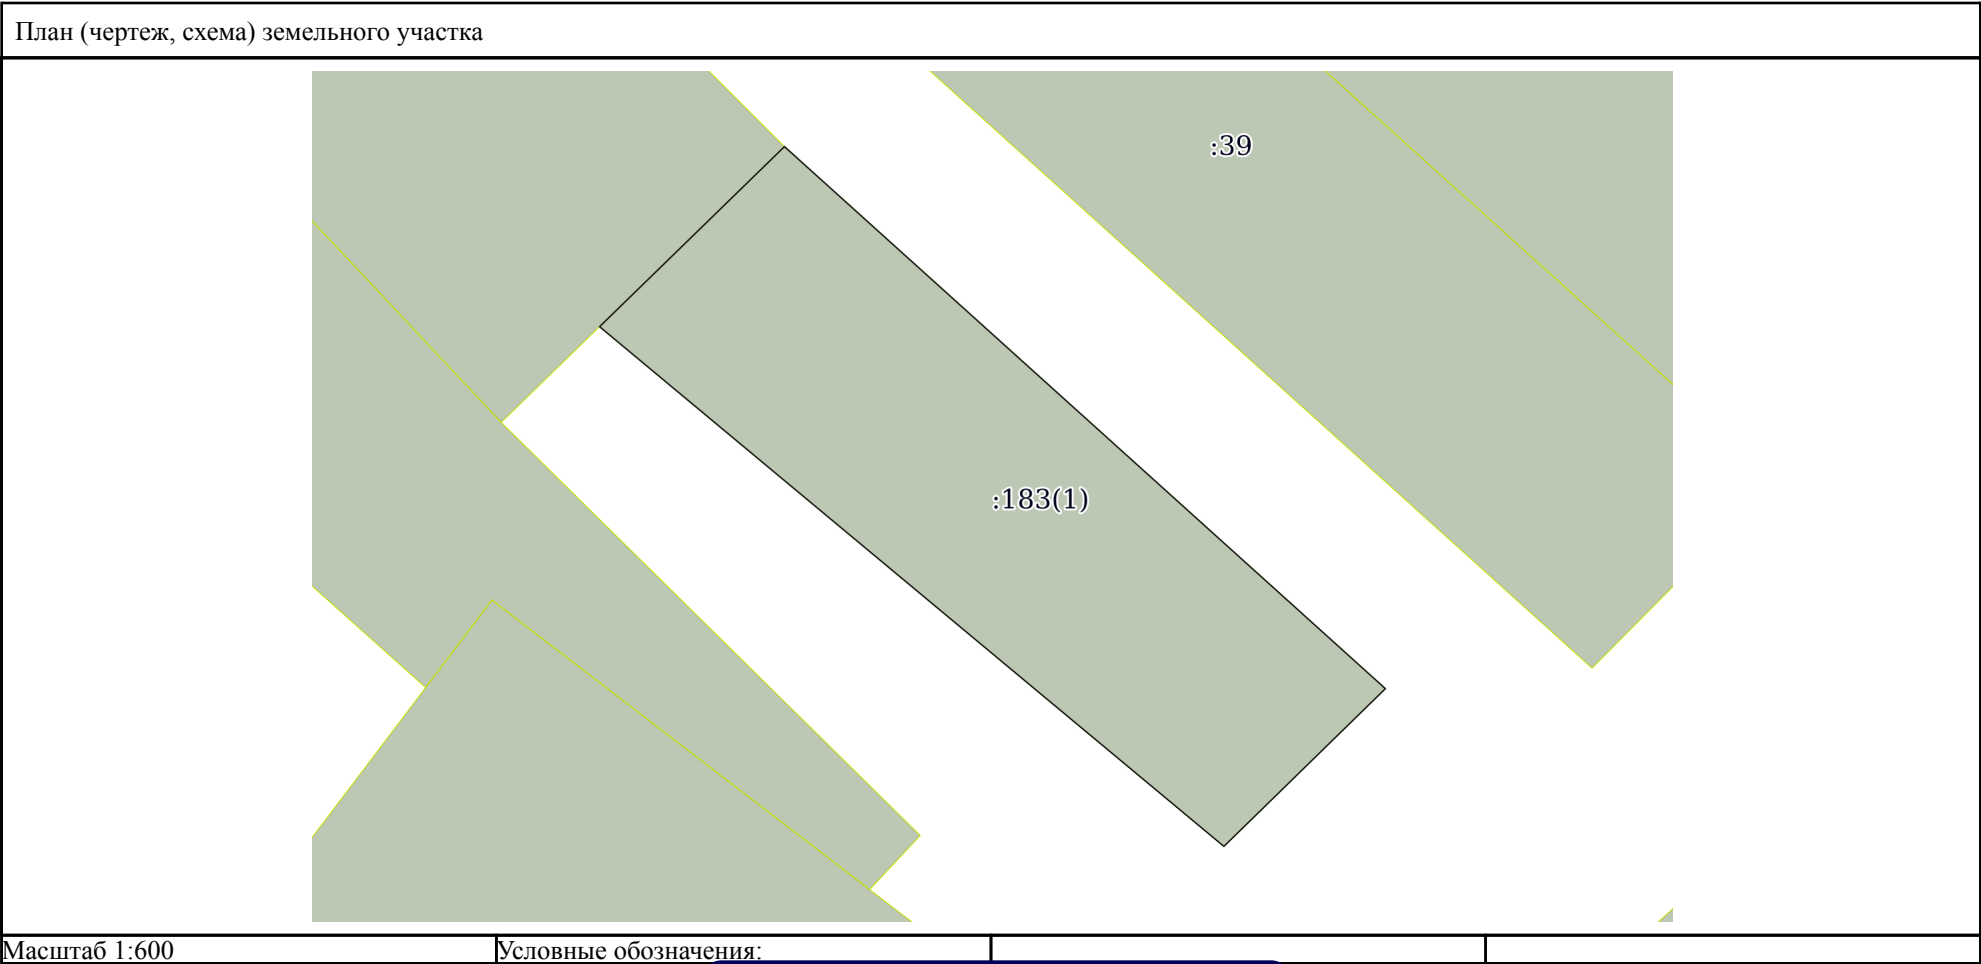 План (чертеж, схема) земельного участка
:39
:183(1)
Масштаб 1:600
Условные обозначения: